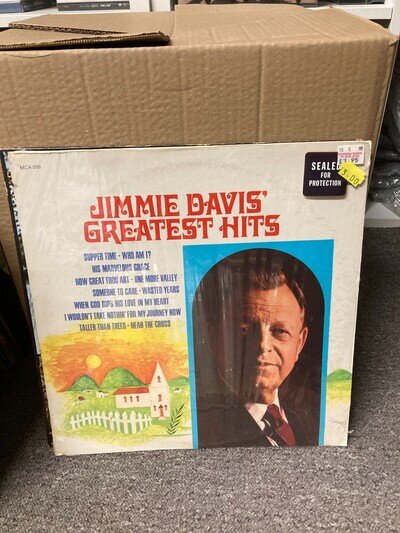 MCA-268
SEALED
FOR
PROTECTION
3.00
JIMMIE DAVIS'
GREATEST HITS
SUPPER TIME · WHO AM I?
HIS MARVELOUS GRACE
HOW GREAT THOU ART · ONE MORE VALLEY
SOMEONE TO CARE · WASTED YEARS
WHEN GOD DIPS HIS LOVE IN MY HEART
I WOULDN'T TAKE NOTHIN' FOR MY JOURNEY NOW
TALLER THAN TREES · NEAR THE CROSS